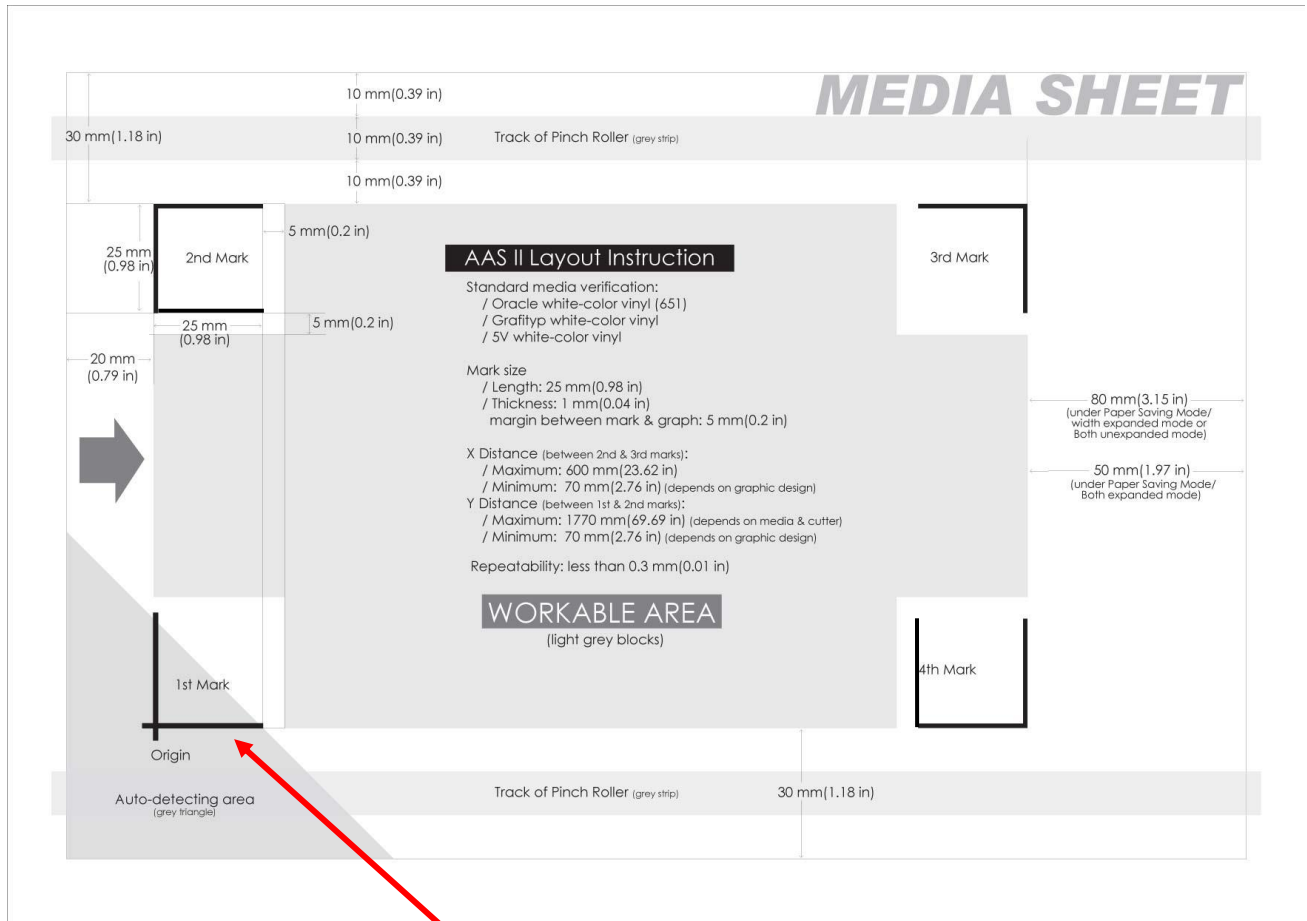 MEDIA SHEET
10 mm(0.39 in)
30 mm(1.18 in)
10 mm(0.39 in)
Track of Pinch Roller (grey strip)
10 mm(0.39 in)
5 mm(0.2 in)
25 mm
(0.98 in)
2nd Mark
3rd Mark
25 mm
(0.98 in)
5 mm(0.2 in)
20 mm
(0.79 in)
AAS II Layout Instruction
Standard media verification:
/ Oracle white-color vinyl (651)
/ Grafityp white-color vinyl
/ 5V white-color vinyl
Mark size
/ Length: 25 mm(0.98 in)
/ Thickness: 1 mm(0.04 in)
margin between mark & graph: 5 mm(0.2 in)
X Distance (between 2nd & 3rd marks):
/ Maximum: 600 mm(23.62 in)
/ Minimum: 70 mm(2.76 in) (depends on graphic design)
Y Distance (between 1st & 2nd marks):
/ Maximum: 1770 mm(69.69 in) (depends on media & cutter)
/ Minimum: 70 mm(2.76 in) (depends on graphic design)
Repeatability: less than 0.3 mm(0.01 in)
WORKABLE AREA
(light grey blocks)
80 mm(3.15 in)
(under Paper Saving Mode/
width expanded mode or
Both unexpanded mode)
50 mm(1.97 in)
(under Paper Saving Mode/
Both expanded mode)
1st Mark
4th Mark
Origin
Auto-detecting area
(grey triangle)
Track of Pinch Roller (grey strip)
30 mm(1.18 in)